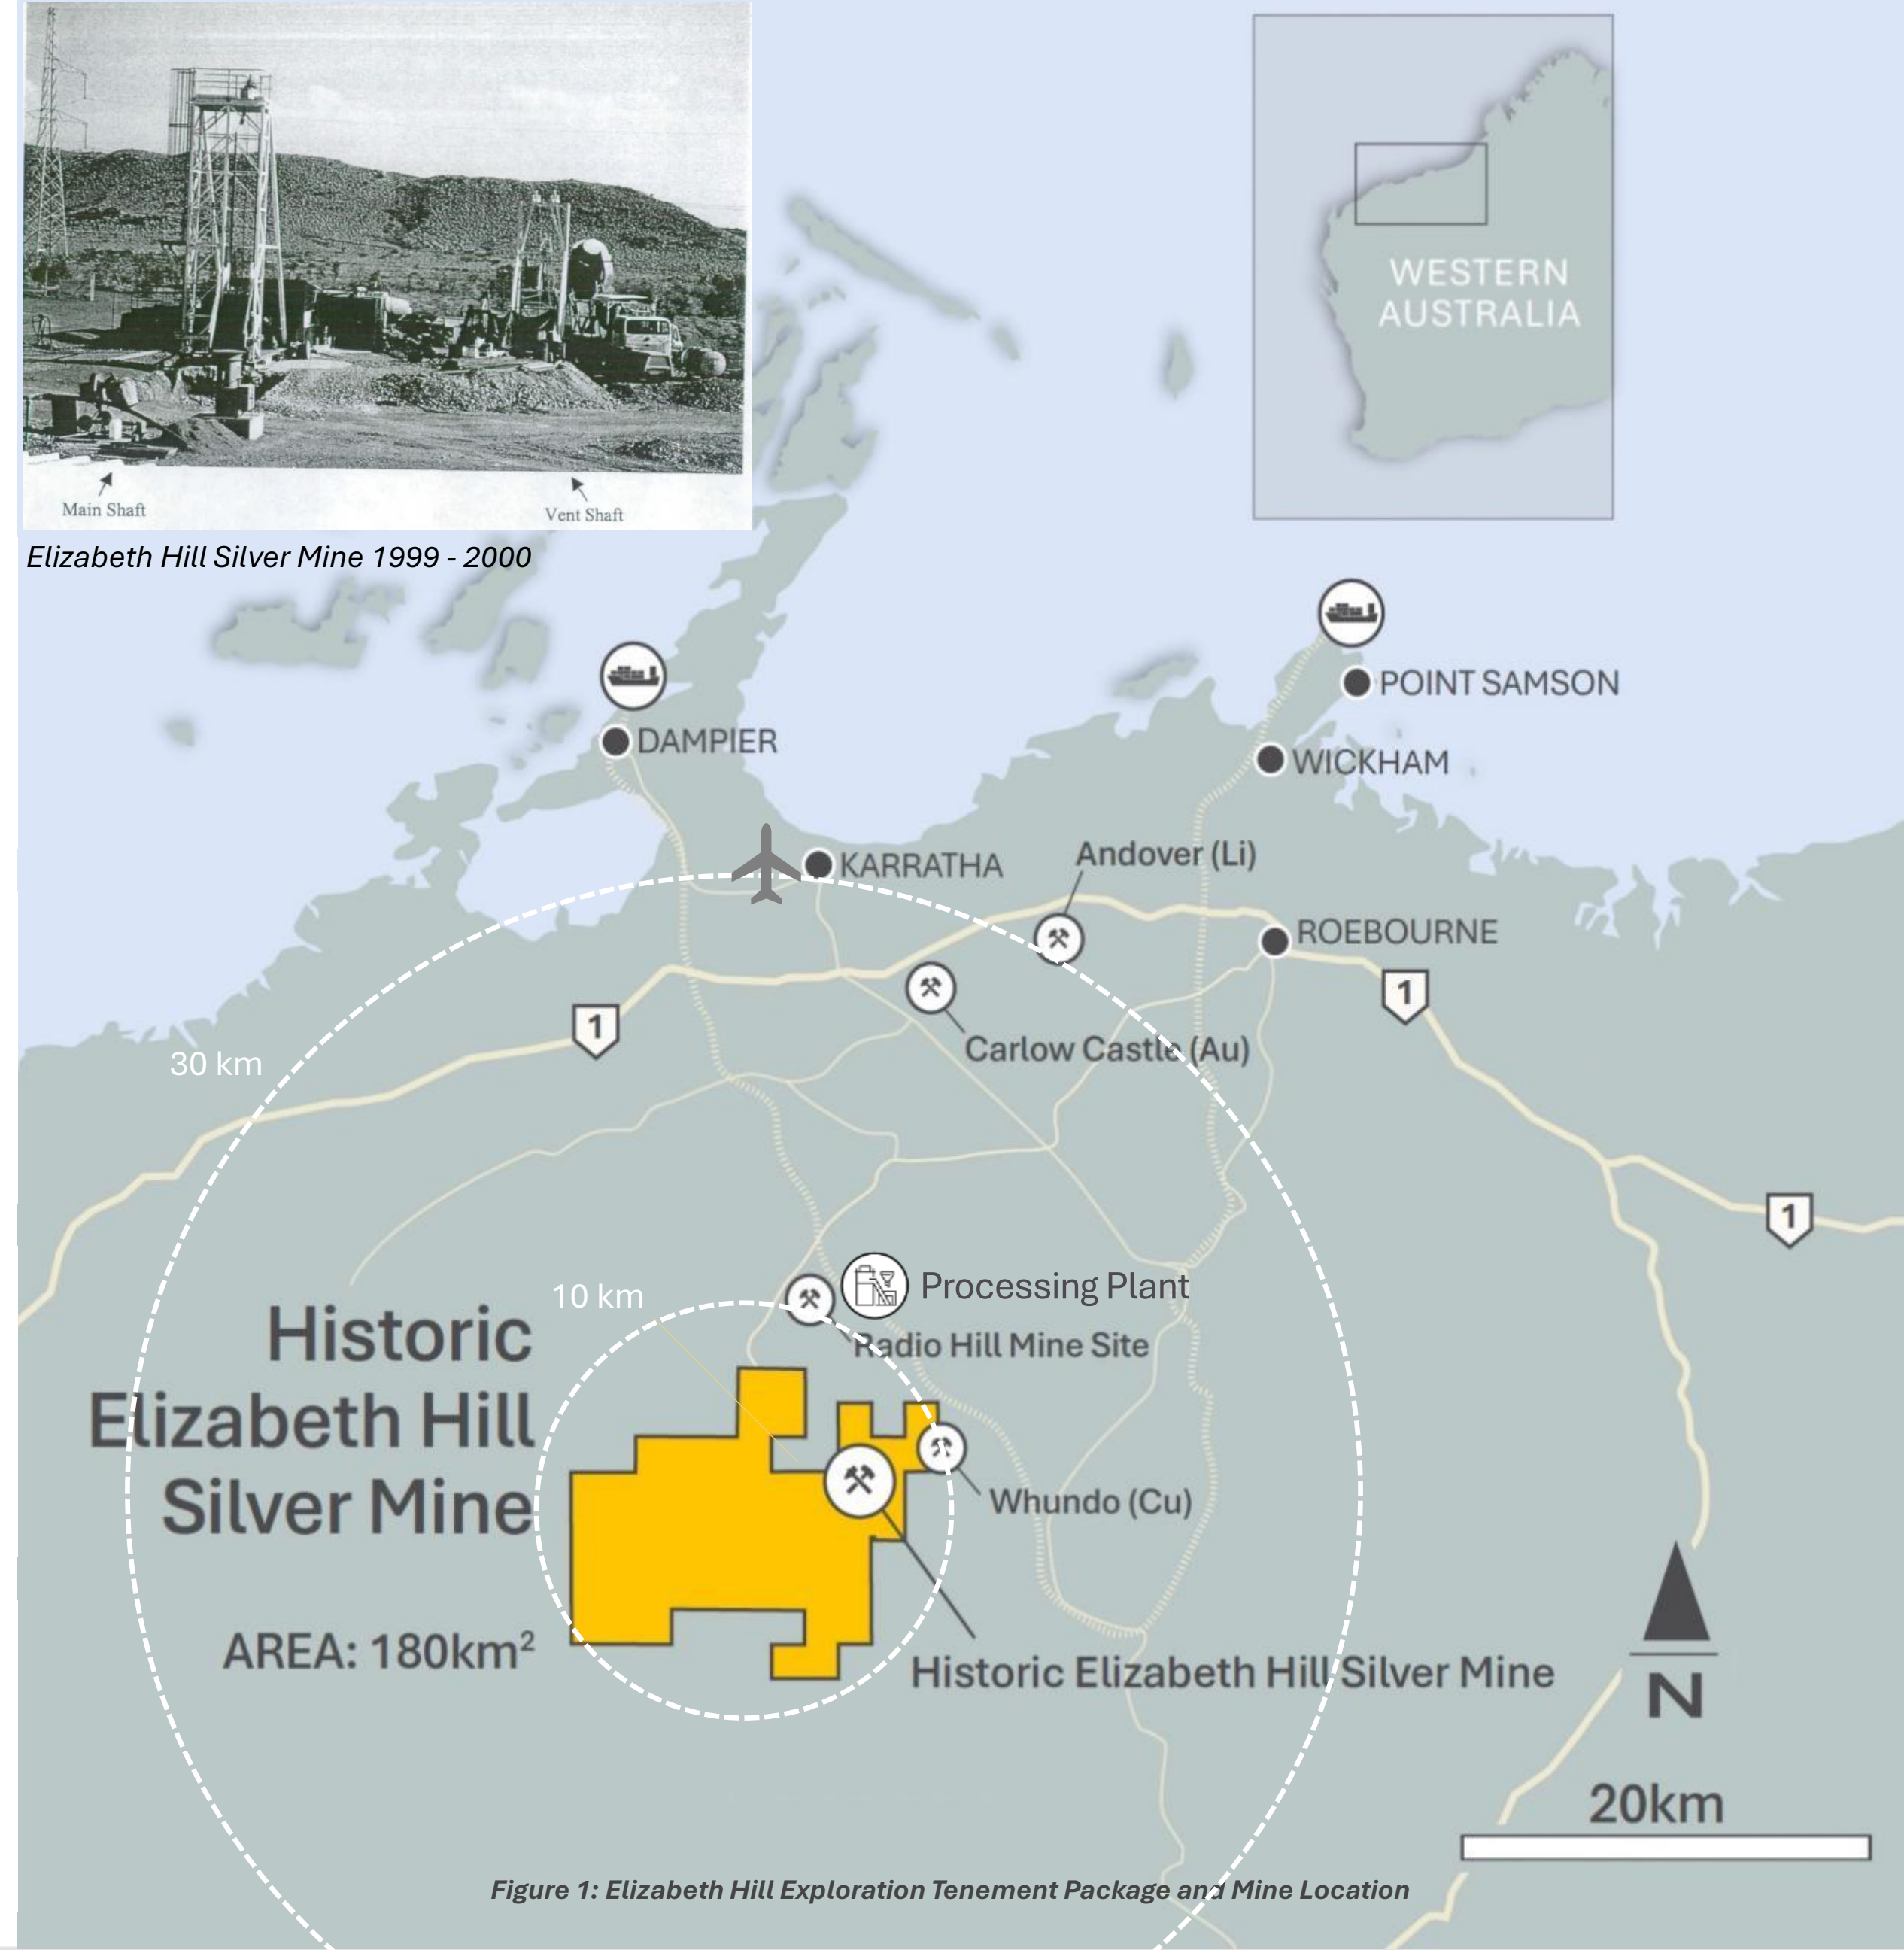 Main Shaft
Vent Shaft
Elizabeth Hill Silver Mine 1999 - 2000
WESTERN
AUSTRALIA
POINT SAMSON
DAMPIER
WICKHAM
KARRATHA
Andover (Li)
ROEBOURNE
1
1
Carlow Castle (Au)
30 km
1
Processing Plant
10 km
Radio Hill Mine Site
Historic
Elizabeth Hill
Silver Mine
Whundo (Cu)
AREA: 180km²
Historic Elizabeth Hill Silver Mine
N
20km
Figure 1: Elizabeth Hill Exploration Tenement Package and Mine Location